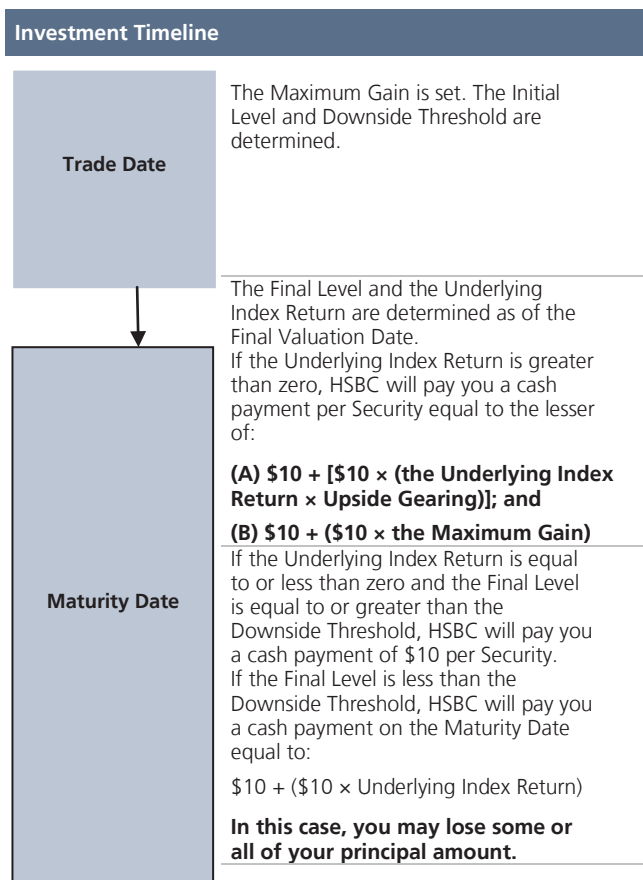 Investment Timeline
Trade Date
The Maximum Gain is set. The Initial
Level and Downside Threshold are
determined.
Maturity Date
The Final Level and the Underlying
Index Return are determined as of the
Final Valuation Date.
If the Underlying Index Return is greater
than zero, HSBC will pay you a cash
payment per Security equal to the lesser
of:
(A) $10 + [$10 × (the Underlying Index
Return × Upside Gearing)]; and
(B) $10 + ($10 × the Maximum Gain)
If the Underlying Index Return is equal
to or less than zero and the Final Level
is equal to or greater than the
Downside Threshold, HSBC will pay you
a cash payment of $10 per Security.
If the Final Level is less than the
Downside Threshold, HSBC will pay you
a cash payment on the Maturity Date
equal to:
$10 + ($10 × Underlying Index Return)
In this case, you may lose some or
all of your principal amount.